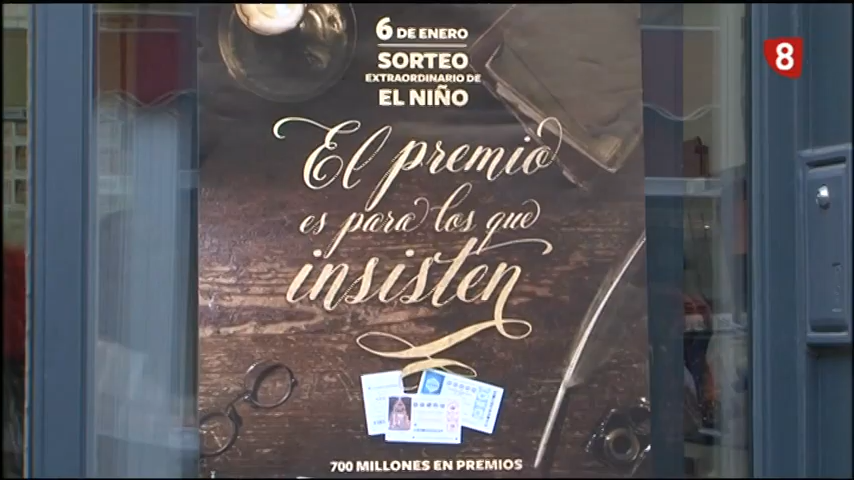 8
6 DE ENERO
SORTEO
EXTRAORDINARIO DE
EL NIÑO
El premio
es para los que
insisten
700 MILLONES EN PREMIOS